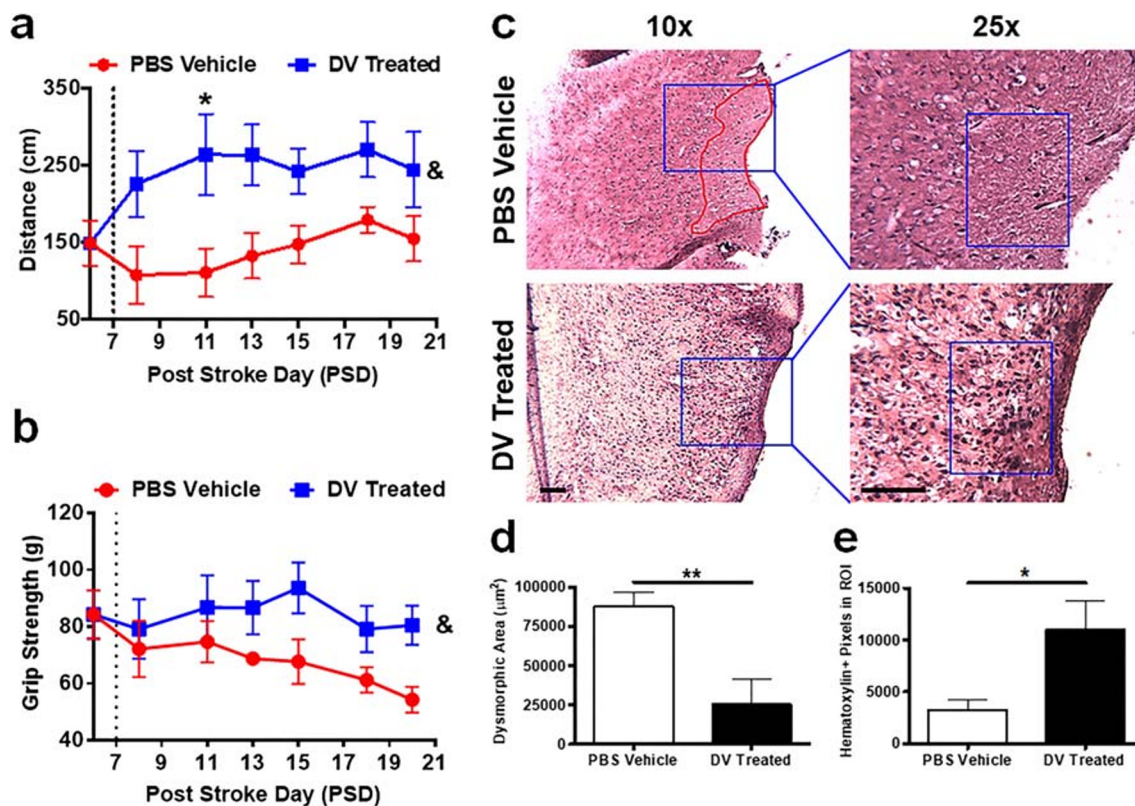 a
PBS Vehicle DV Treated
350
250
150
50
*
&
Distance (cm)
7 9 11 13 15 17 19 21
Post Stroke Day (PSD)
b
PBS Vehicle DV Treated
120
100
80
60
40
&
Grip Strength (g)
7 9 11 13 15 17 19 21
Post Stroke Day (PSD)
c
10x 25x
PBS Vehicle
DV Treated
d
Dysmorphic Area (µm²)
100000
75000
50000
25000
0
**
PBS Vehicle DV Treated
e
Hematoxylin+ Pixels in ROI
15000
10000
5000
0
*
PBS Vehicle DV Treated